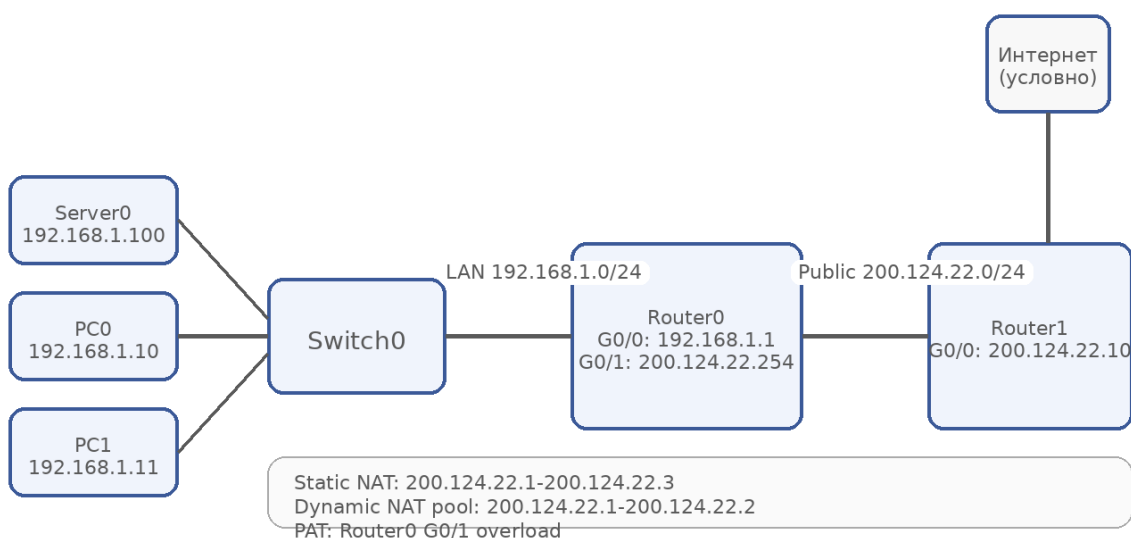 Интернет
(условно)
Server0
192.168.1.100
LAN 192.168.1.0/24
Public 200.124.22.0/24
PC0
192.168.1.10
Switch0
Router0
G0/0: 192.168.1.1
G0/1: 200.124.22.254
Router1
G0/0: 200.124.22.10
PC1
192.168.1.11
Static NAT: 200.124.22.1-200.124.22.3
Dynamic NAT pool: 200.124.22.1-200.124.22.2
PAT: Router0 G0/1 overload